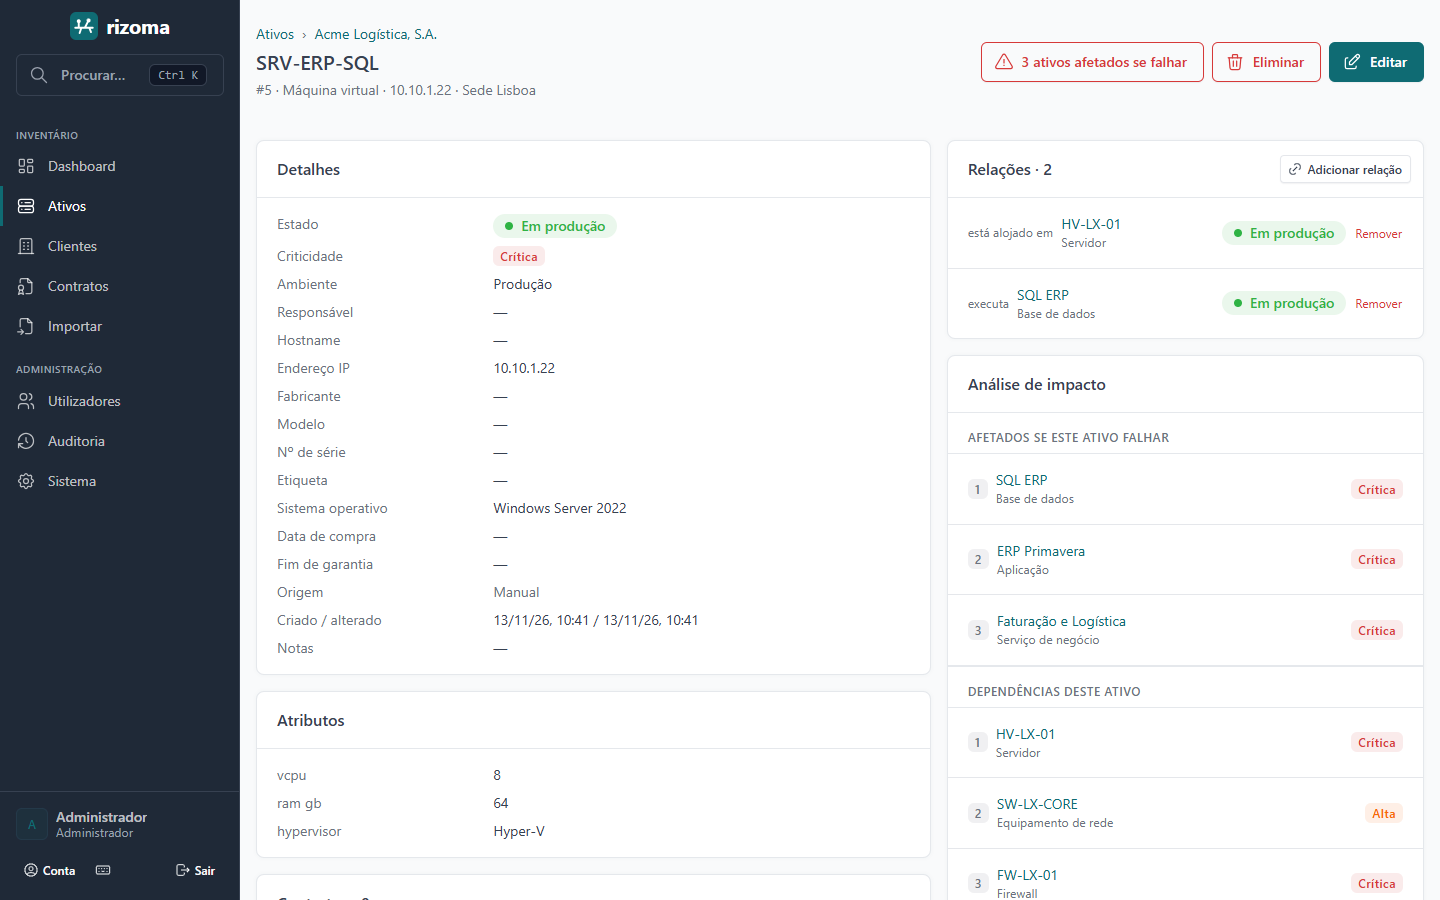 rizoma
Procurar... Ctrl K
INVENTÁRIO
Dashboard
Ativos
Clientes
Contratos
Importar
ADMINISTRAÇÃO
Utilizadores
Auditoria
Sistema
A
Administrador
Administrador
Conta
Sair
Ativos › Acme Logística, S.A.
SRV-ERP-SQL
#5 · Máquina virtual · 10.10.1.22 · Sede Lisboa
3 ativos afetados se falhar
Eliminar
Editar
Detalhes
Estado Em produção
Criticidade Crítica
Ambiente Produção
Responsável —
Hostname —
Endereço IP 10.10.1.22
Fabricante —
Modelo —
Nº de série —
Etiqueta —
Sistema operativo Windows Server 2022
Data de compra —
Fim de garantia —
Origem Manual
Criado / alterado 13/11/26, 10:41 / 13/11/26, 10:41
Notas —
Atributos
vcpu 8
ram gb 64
hypervisor Hyper-V
Relações · 2
Adicionar relação
está alojado em HV-LX-01 Em produção Remover
Servidor
executa SQL ERP Em produção Remover
Base de dados
Análise de impacto
AFETADOS SE ESTE ATIVO FALHAR
1 SQL ERP Crítica
Base de dados
2 ERP Primavera Crítica
Aplicação
3 Faturação e Logística Crítica
Serviço de negócio
DEPENDÊNCIAS DESTE ATIVO
1 HV-LX-01 Crítica
Servidor
2 SW-LX-CORE Alta
Equipamento de rede
3 FW-LX-01 Crítica
Firewall